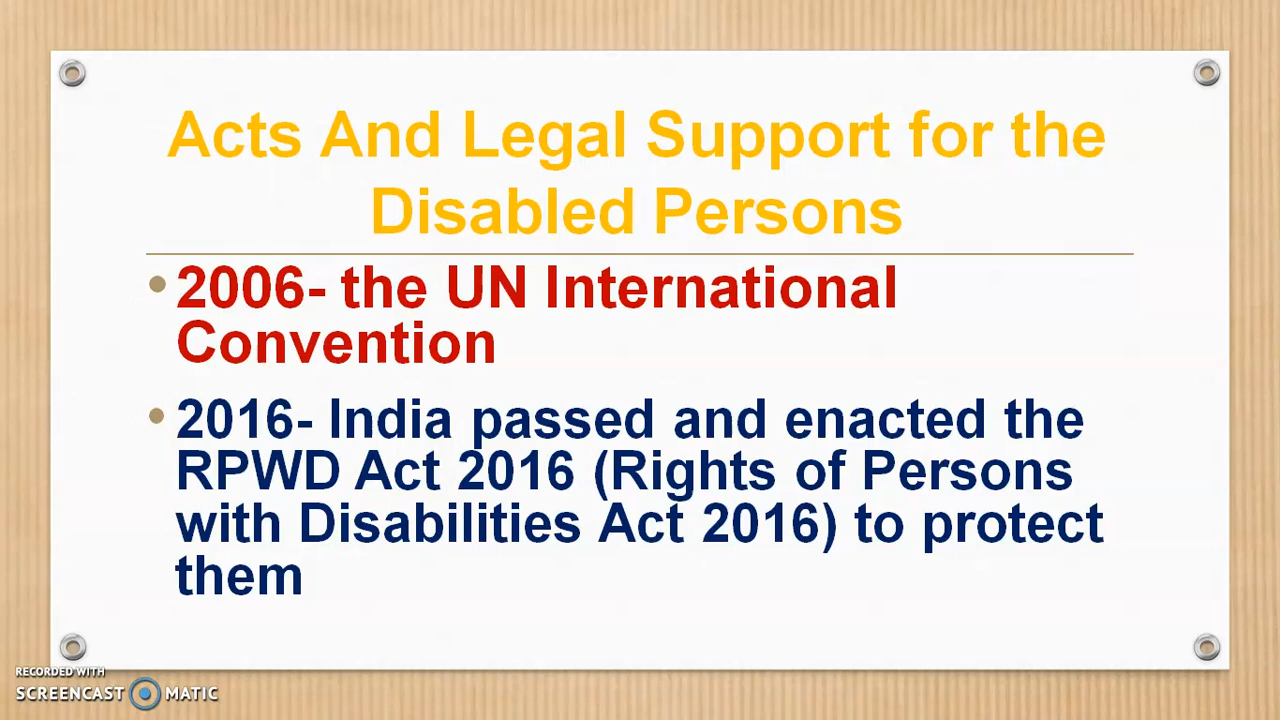 Acts And Legal Support for the
Disabled Persons
•2006- the UN International
Convention
•2016- India passed and enacted the
RPWD Act 2016 (Rights of Persons
with Disabilities Act 2016) to protect
them
RECORDED WITH
SCREENCAST MATIC